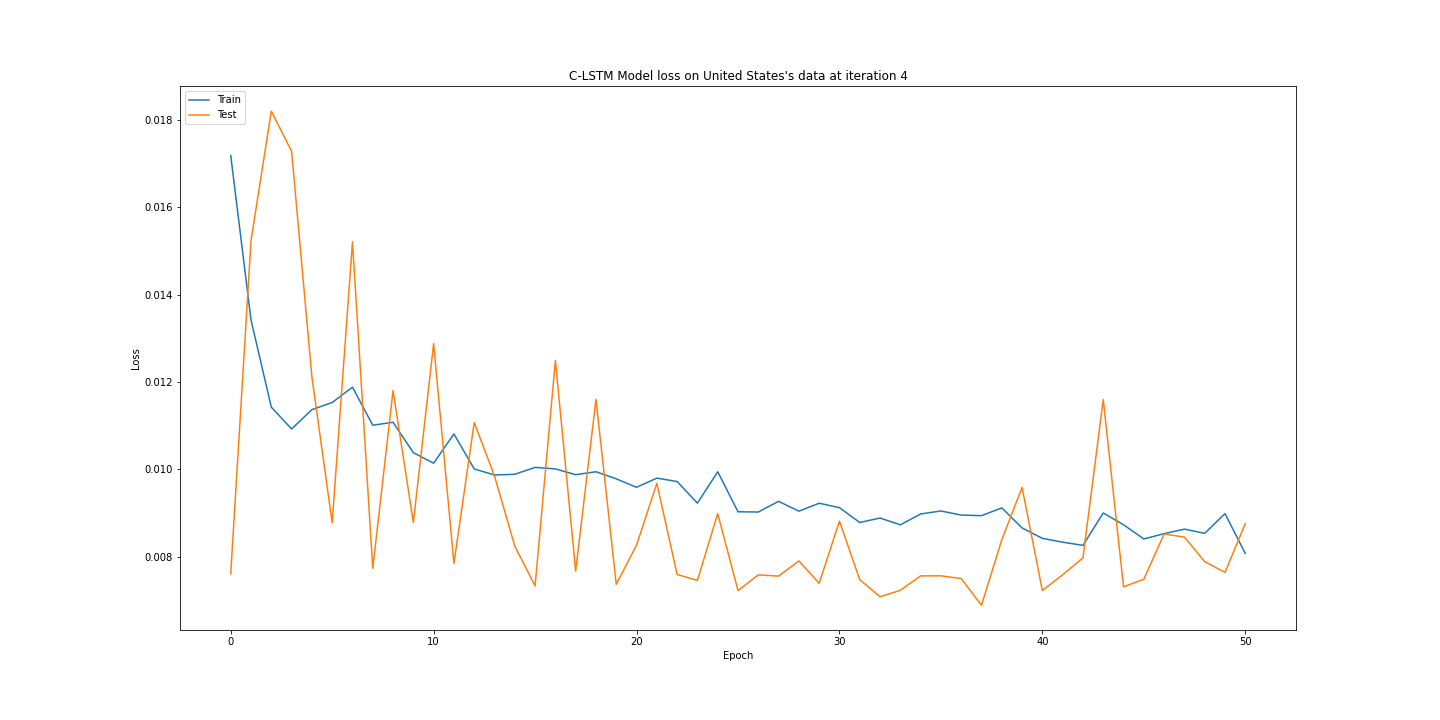 C-LSTM Model loss on United States's data at iteration 4
Train
Test
0.018
0.016
0.014
0.012
0.010
0.008
Loss
0 10 20 30 40 50
Epoch